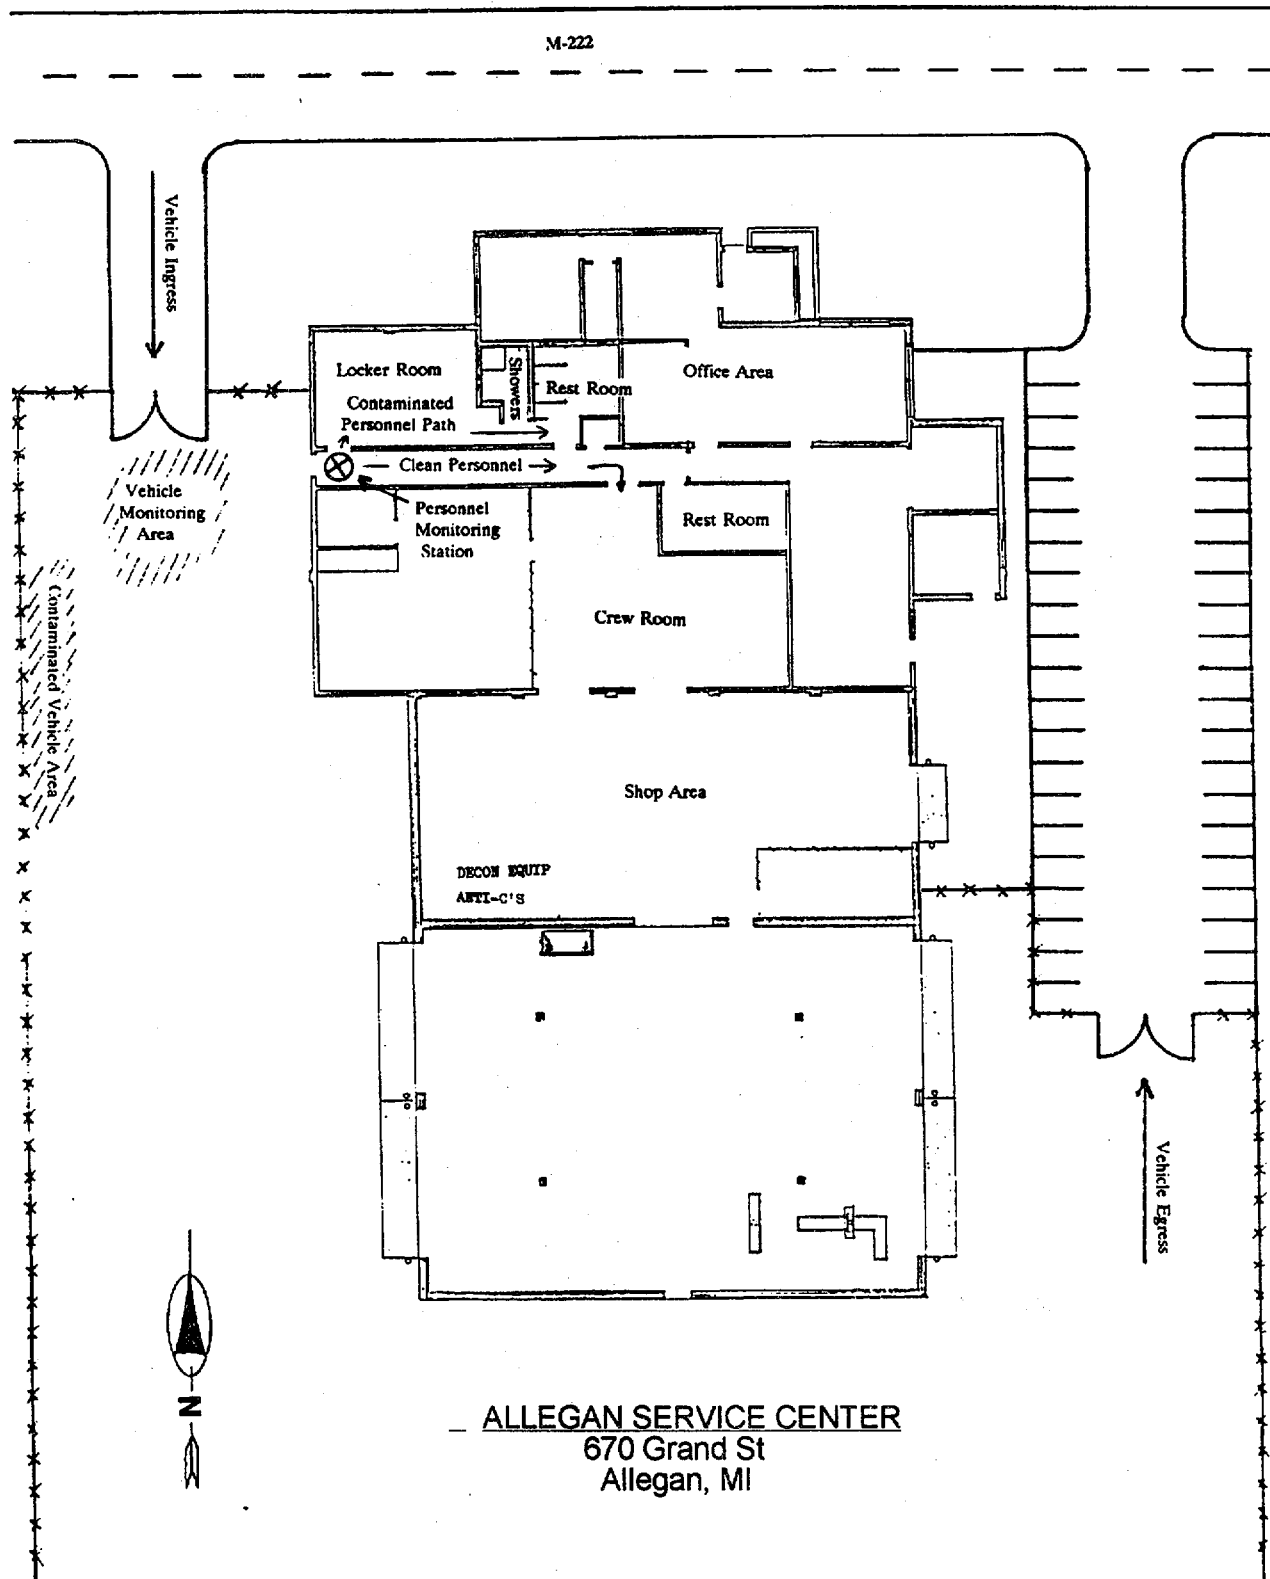 M-222
Vehicle Ingress
Locker Room
Showers
Rest Room
Office Area
Contaminated
Personnel Path
Clean Personnel
Vehicle
Monitoring
Area
Personnel
Monitoring
Station
Rest Room
Contaminated Vehicle Area
Crew Room
Shop Area
DECON EQUIP
ANTI-C'S
Vehicle Egress
N
ALLEGAN SERVICE CENTER
670 Grand St
Allegan, MI